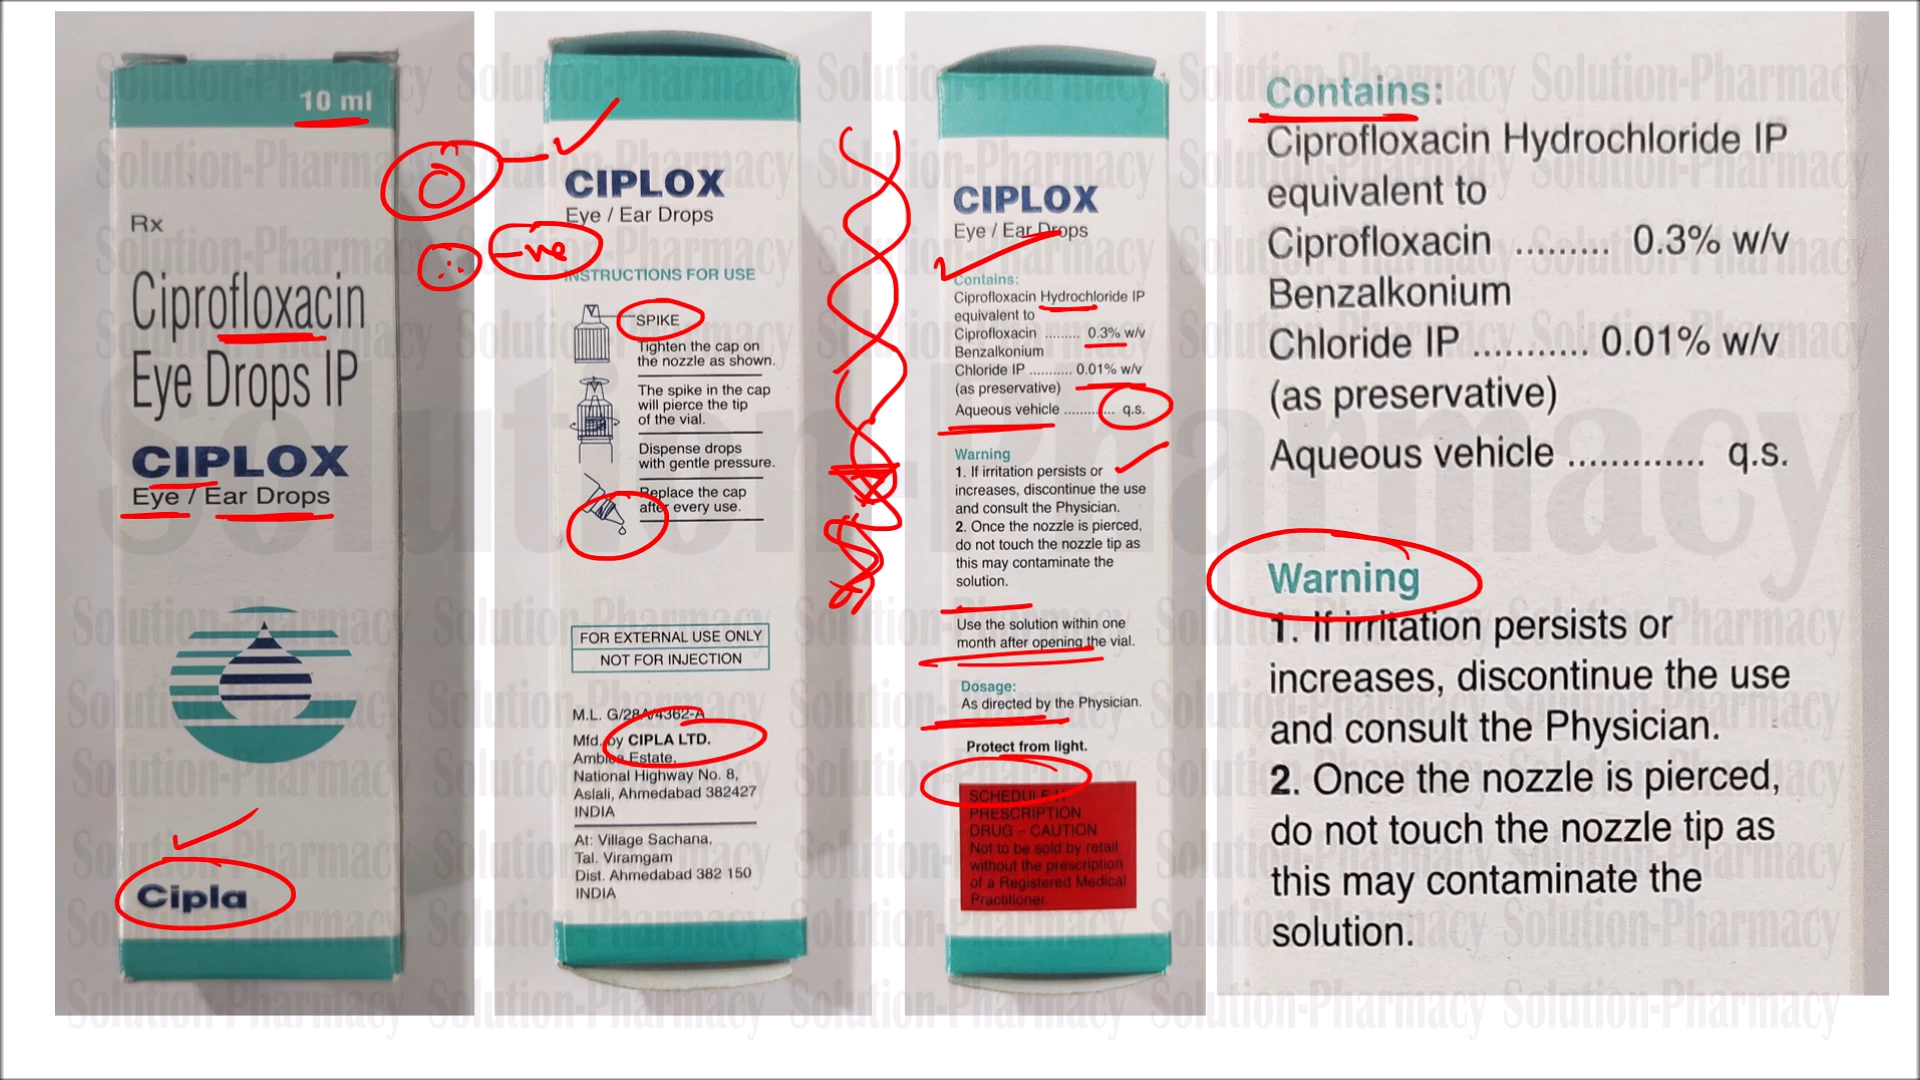 10 ml
Rx
Ciprofloxacin
Eye Drops IP
CIPLOX
Eye / Ear Drops
Cipla
-ve
CIPLOX
Eye / Ear Drops
INSTRUCTIONS FOR USE
SPIKE
Tighten the cap on
the nozzle as shown.
The spike in the cap
will pierce the tip
of the vial.
Dispense drops
with gentle pressure.
Replace the cap
after every use.
FOR EXTERNAL USE ONLY
NOT FOR INJECTION
M.L. G/28A/4362-A
Mfd. by CIPLA LTD.
Ambica Estate,
National Highway No. 8,
Aslali, Ahmedabad 382427
INDIA
At: Village Sachana,
Tal. Viramgam
Dist. Ahmedabad 382 150
INDIA
CIPLOX
Eye / Ear Drops
Contains:
Ciprofloxacin Hydrochloride IP
equivalent to
Ciprofloxacin ......... 0.3% w/v
Benzalkonium
Chloride IP ........... 0.01% w/v
(as preservative)
Aqueous vehicle ............. q.s.
Warning
1. If irritation persists or
increases, discontinue the use
and consult the Physician.
2. Once the nozzle is pierced,
do not touch the nozzle tip as
this may contaminate the
solution.
Use the solution within one
month after opening the vial.
Dosage:
As directed by the Physician.
Protect from light.
SCHEDULE H
PRESCRIPTION
DRUG – CAUTION
Not to be sold by retail
without the prescription
of a Registered Medical
Practitioner.
Contains:
Ciprofloxacin Hydrochloride IP
equivalent to
Ciprofloxacin ......... 0.3% w/v
Benzalkonium
Chloride IP ........... 0.01% w/v
(as preservative)
Aqueous vehicle ............. q.s.
Warning
1. If irritation persists or
increases, discontinue the use
and consult the Physician.
2. Once the nozzle is pierced,
do not touch the nozzle tip as
this may contaminate the
solution.
Solution-Pharmacy